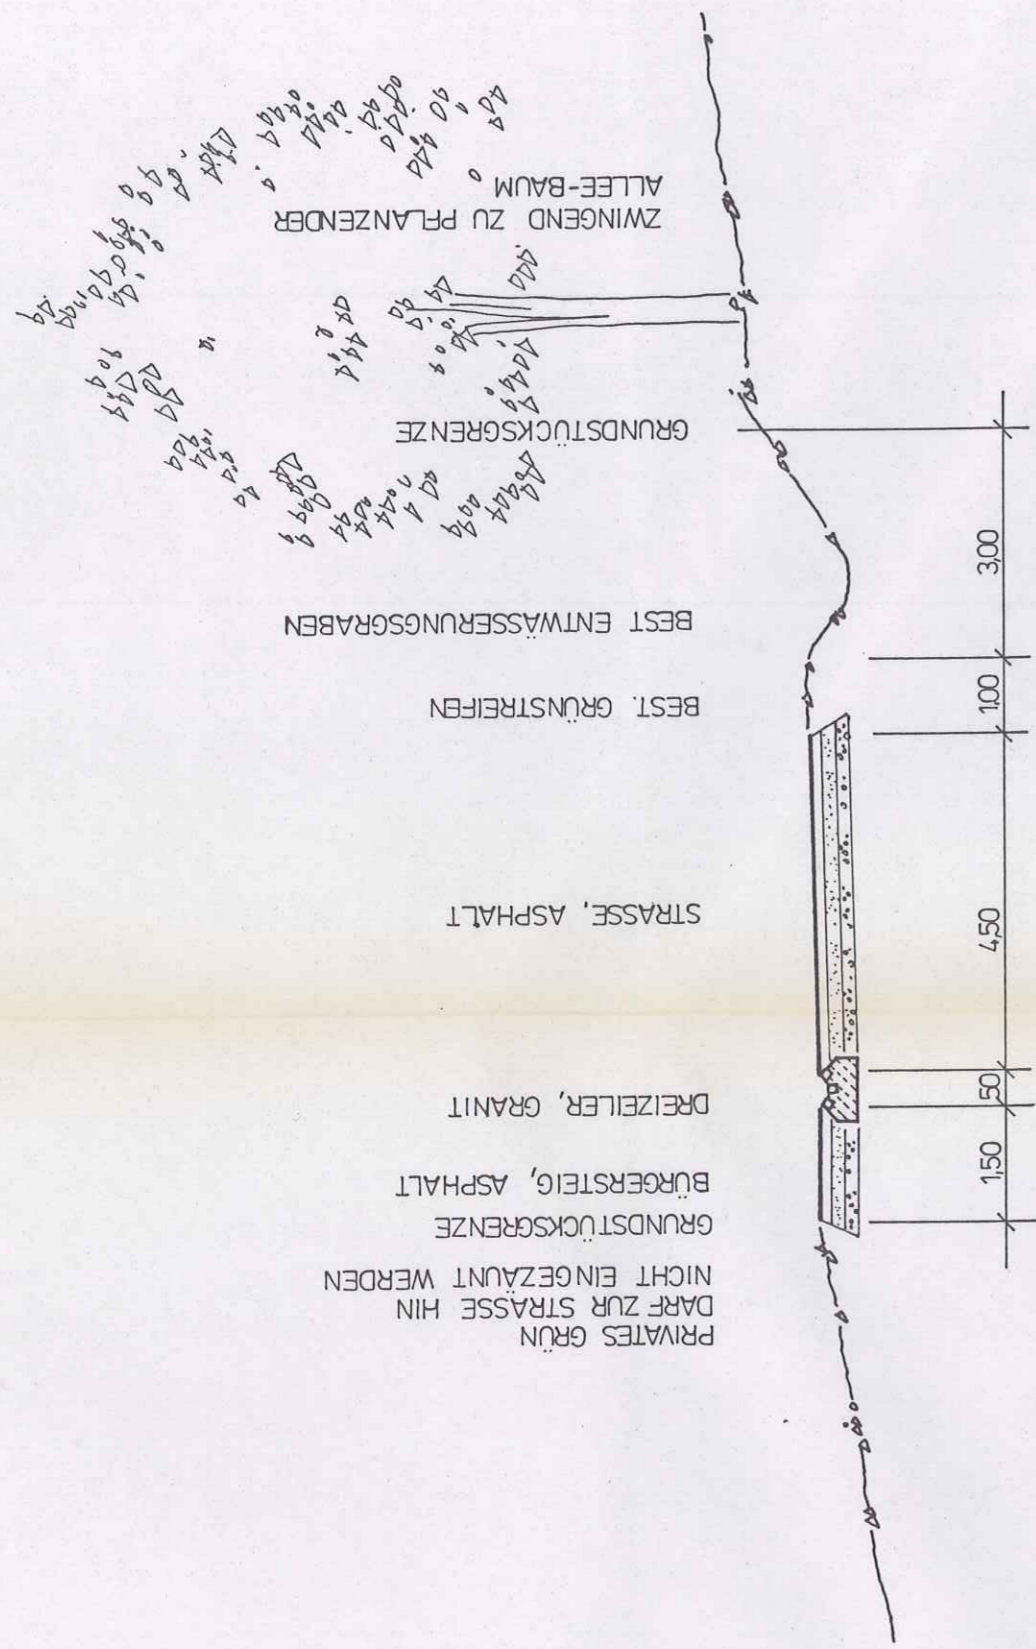 PRIVATES GRÜN
DARF ZUR STRASSE HIN
NICHT EINGEZÄUNT WERDEN
GRUNDSTÜCKSGRENZE
BÜRGERSTEIG, ASPHALT
DREIZEILER, GRANIT
STRASSE, ASPHALT
BEST. GRÜNSTREIFEN
BEST ENTWÄSSERUNGSGRABEN
GRUNDSTÜCKSGRENZE
ZWINGEND ZU PFLANZENDER
ALLEE-BAUM
1,50
,50
4,50
1,00
3,00